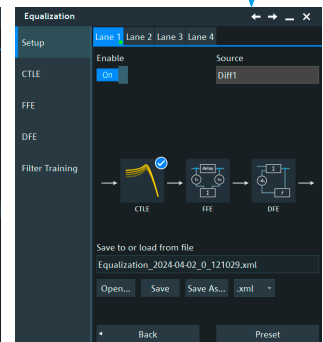 Equalization
Setup
CTLE
FFE
DFE
Filter Training
Lane 1 Lane 2 Lane 3 Lane 4
Enable Source
On Diff1
delay
Σ
Σ
CTLE FFE DFE
Save to or load from file
Equalization_2024-04-02_0_121029.xml
Open... Save Save As... .xml
Back Preset